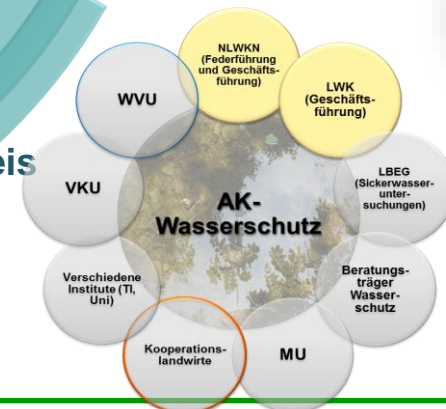 NLWKN
(Federführung
und Geschäfts-
führung)
LWK
(Geschäfts-
führung)
WVU
eis
LBEG
(Sickerwasser-
unter-
suchungen)
VKU
AK-
Wasserschutz
Beratungs-
träger
Wasser-
schutz
Verschiedene
Institute (TI,
Uni)
Kooperations-
landwirte
MU